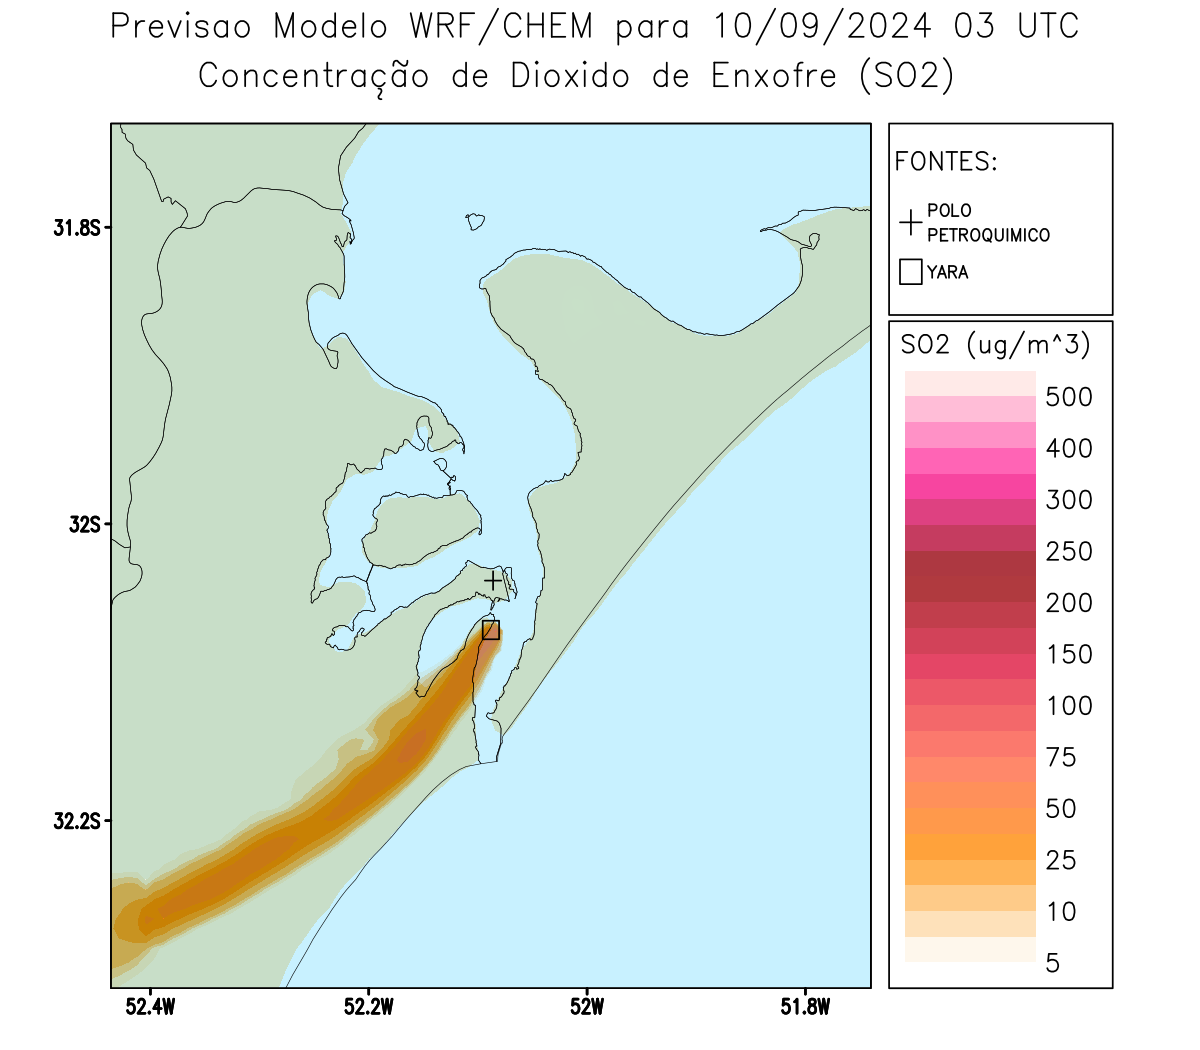 Previsao Modelo WRF/CHEM para 10/09/2024 03 UTC
Concentração de Dioxido de Enxofre (SO2)
FONTES:
POLO
PETROQUIMICO
YARA
31.8S
32S
32.2S
52.4W
52.2W
52W
51.8W
SO2 (ug/m^3)
500
400
300
250
200
150
100
75
50
25
10
5